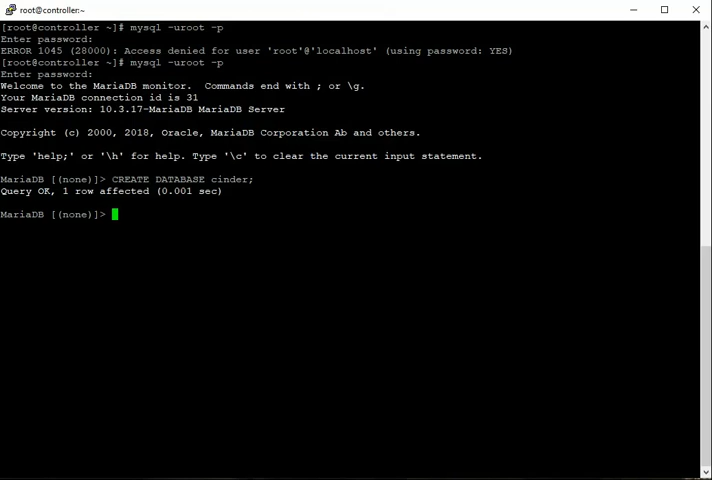 root@controller:~
[root@controller ~]# mysql -uroot -p
Enter password:
ERROR 1045 (28000): Access denied for user 'root'@'localhost' (using password: YES)
[root@controller ~]# mysql -uroot -p
Enter password:
Welcome to the MariaDB monitor.  Commands end with ; or \g.
Your MariaDB connection id is 31
Server version: 10.3.17-MariaDB MariaDB Server
Copyright (c) 2000, 2018, Oracle, MariaDB Corporation Ab and others.
Type 'help;' or '\h' for help. Type '\c' to clear the current input statement.
MariaDB [(none)]> CREATE DATABASE cinder;
Query OK, 1 row affected (0.001 sec)
MariaDB [(none)]>